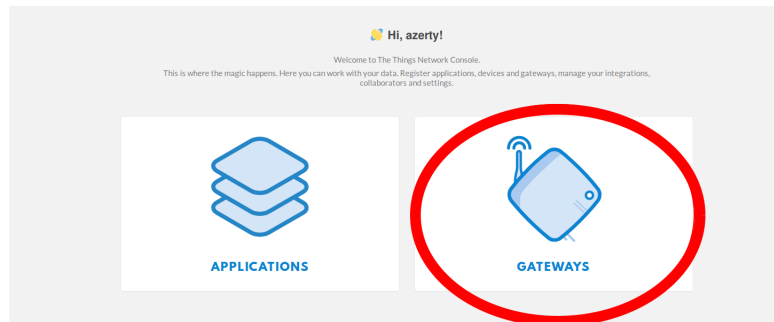 Hi, azerty!
Welcome to The Things Network Console.
This is where the magic happens. Here you can work with your data. Register applications, devices and gateways, manage your integrations,
collaborators and settings.
APPLICATIONS
GATEWAYS